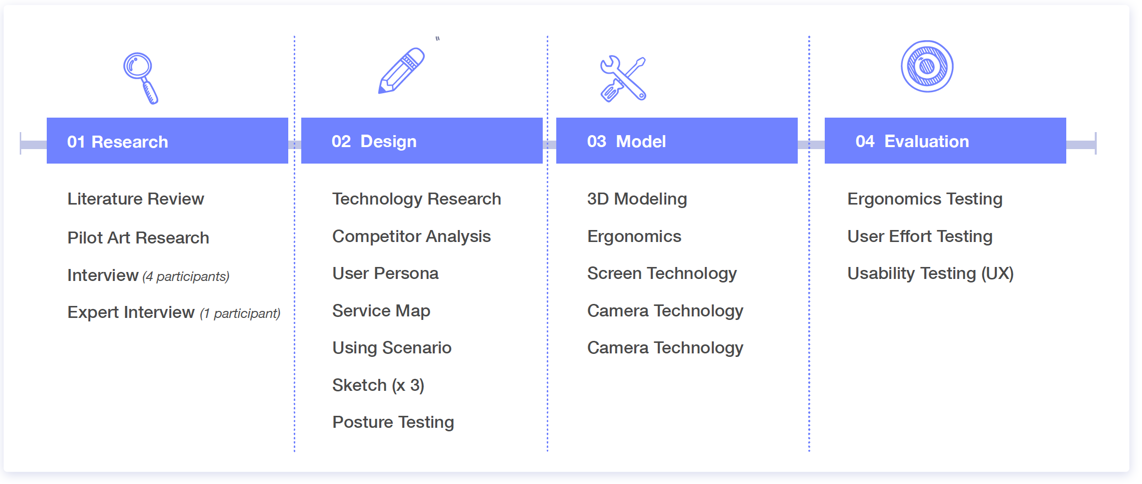 01 Research
Literature Review
Pilot Art Research
Interview (4 participants)
Expert Interview (1 participant)
"
02 Design
Technology Research
Competitor Analysis
User Persona
Service Map
Using Scenario
Sketch (x 3)
Posture Testing
03 Model
3D Modeling
Ergonomics
Screen Technology
Camera Technology
Camera Technology
04 Evaluation
Ergonomics Testing
User Effort Testing
Usability Testing (UX)